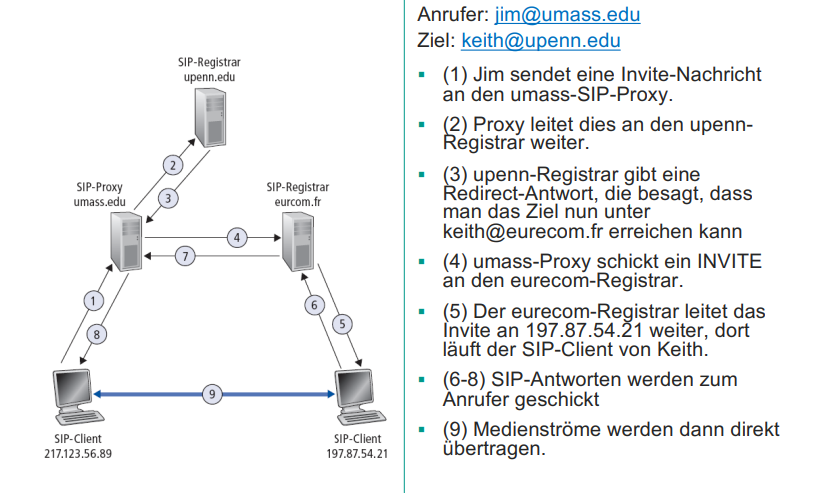 SIP-Registrar
upenn.edu
2
3
SIP-Proxy
umass.edu
SIP-Registrar
eurcom.fr
4
7
1
8
6
5
9
SIP-Client
217.123.56.89
SIP-Client
197.87.54.21
Anrufer: jim@umass.edu
Ziel: keith@upenn.edu
▪ (1) Jim sendet eine Invite-Nachricht
an den umass-SIP-Proxy.
▪ (2) Proxy leitet dies an den upenn-
Registrar weiter.
▪ (3) upenn-Registrar gibt eine
Redirect-Antwort, die besagt, dass
man das Ziel nun unter
keith@eurecom.fr erreichen kann
▪ (4) umass-Proxy schickt ein INVITE
an den eurecom-Registrar.
▪ (5) Der eurecom-Registrar leitet das
Invite an 197.87.54.21 weiter, dort
läuft der SIP-Client von Keith.
▪ (6-8) SIP-Antworten werden zum
Anrufer geschickt
▪ (9) Medienströme werden dann direkt
übertragen.